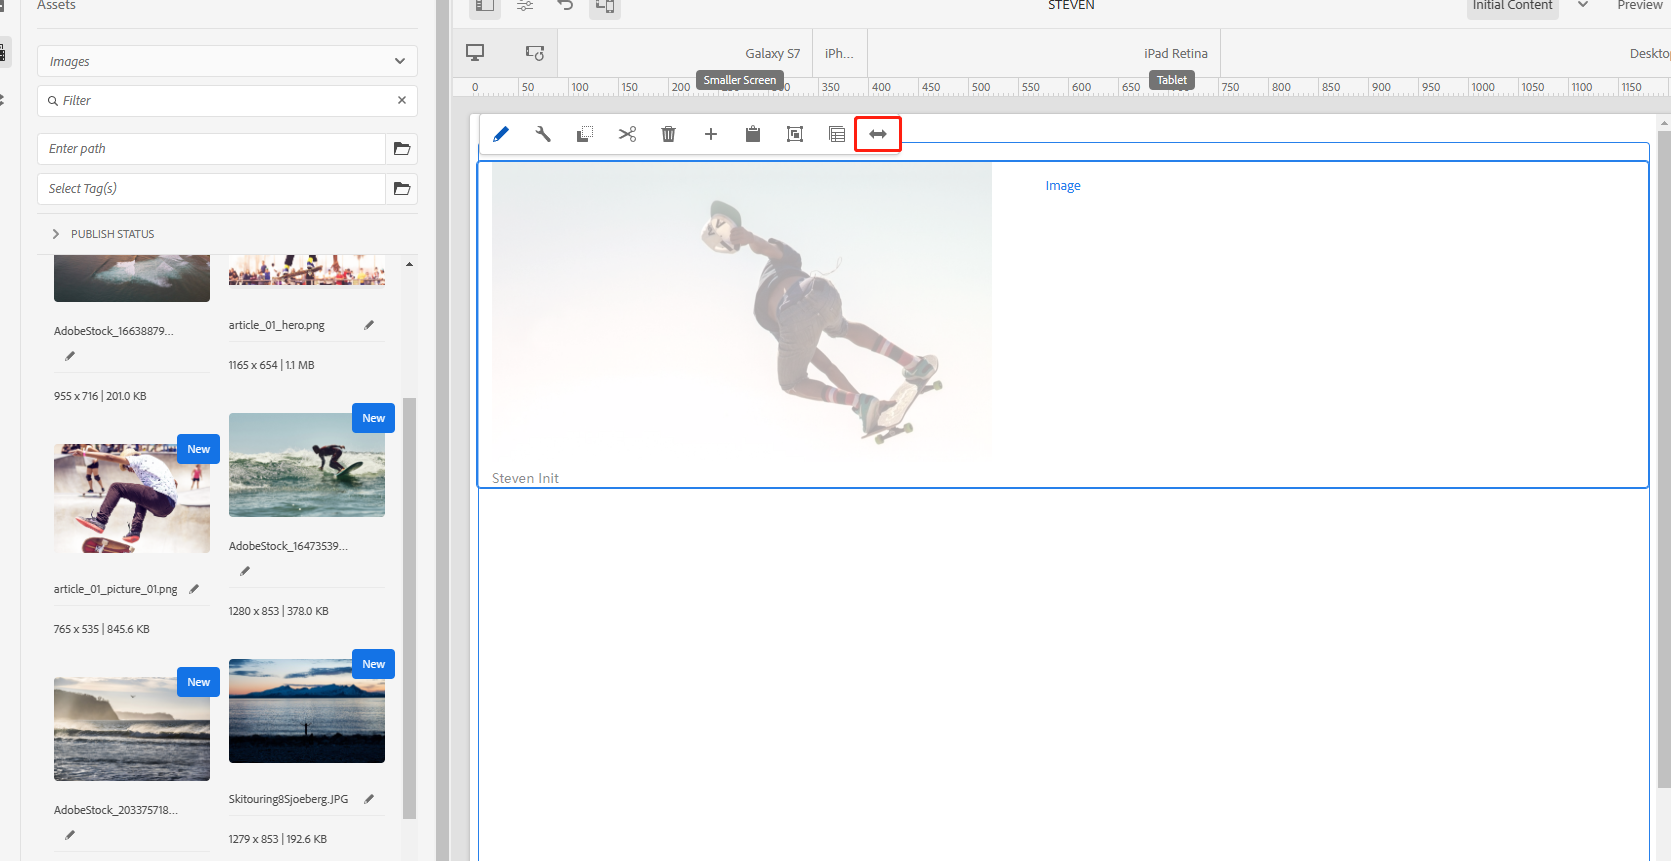 Assets
STEVEN
Initial Content
Preview
Images
Galaxy S7
iPh...
iPad Retina
Smaller Screen
Tablet
0 50 100 150 200 350 400 450 500 550 600 650 750 800 850 900 950 1000 1050 1100 1150
Filter
Enter path
Select Tag(s)
PUBLISH STATUS
Image
AdobeStock_16638879...
955 x 716 | 201.0 KB
article_01_hero.png
1165 x 654 | 1.1 MB
New
article_01_picture_01.png
765 x 535 | 845.6 KB
New
AdobeStock_16473539...
1280 x 853 | 378.0 KB
Steven Init
New
AdobeStock_203375718...
New
Skitouring8Sjoeberg.JPG
1279 x 853 | 192.6 KB